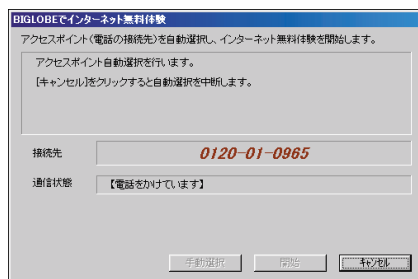 BIGLOBEでインターネット無料体験
アクセスポイント(電話の接続先)を自動選択し、インターネット無料体験を開始します。
アクセスポイント自動選択を行います。
[キャンセル]をクリックすると自動選択を中断します。
接続先 0120-01-0965
通信状態 【電話をかけています】
手動選択 開始 キャンセル